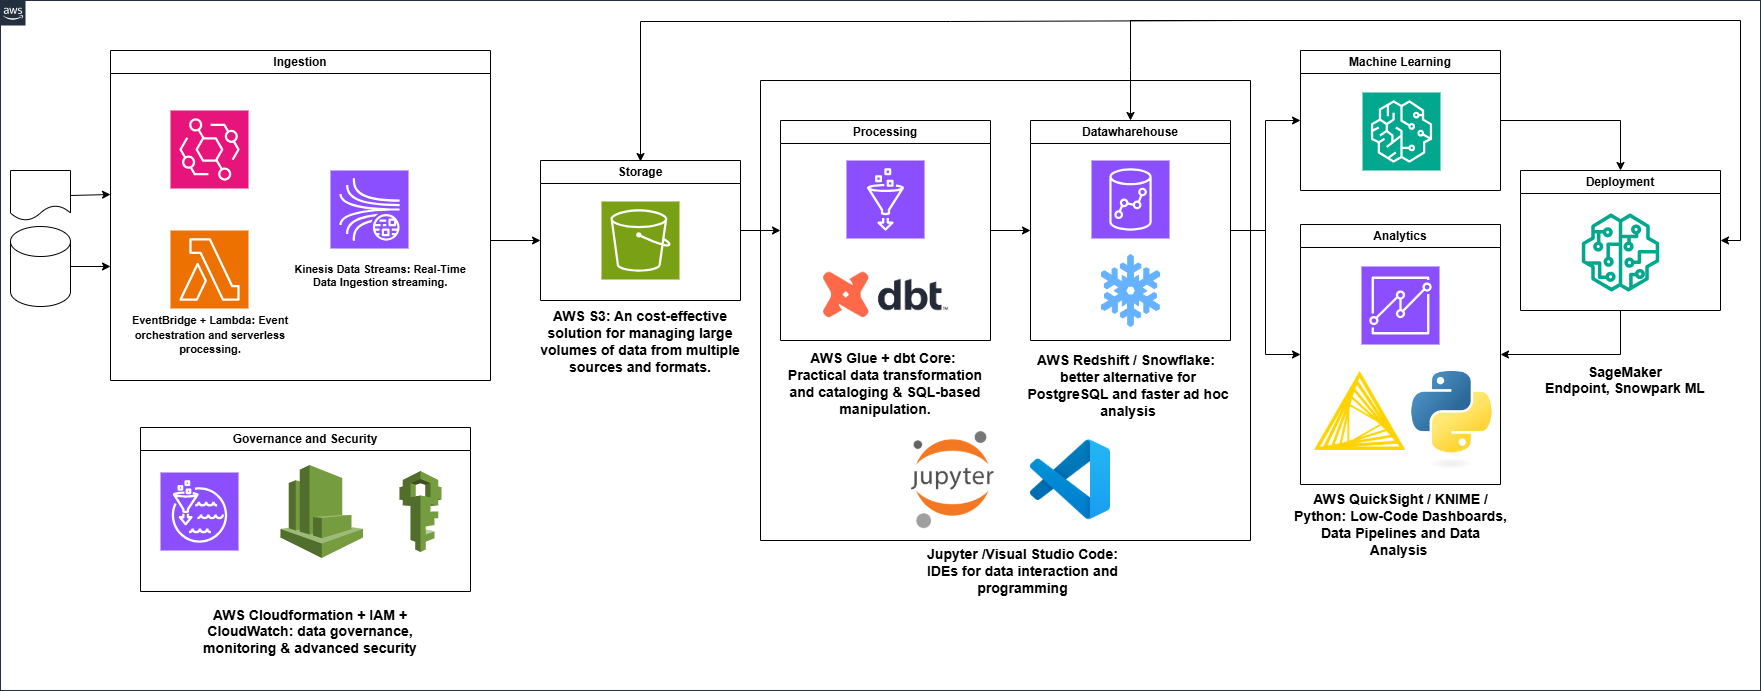 aws
Ingestion
Kinesis Data Streams: Real-Time
Data Ingestion streaming.
EventBridge + Lambda: Event
orchestration and serverless
processing.
Storage
AWS S3: An cost-effective
solution for managing large
volumes of data from multiple
sources and formats.
Processing
dbt
AWS Glue + dbt Core:
Practical data transformation
and cataloging & SQL-based
manipulation.
Datawharehouse
AWS Redshift / Snowflake:
better alternative for
PostgreSQL and faster ad hoc
analysis
jupyter
Jupyter /Visual Studio Code:
IDEs for data interaction and
programming
Machine Learning
Analytics
AWS QuickSight / KNIME /
Python: Low-Code Dashboards,
Data Pipelines and Data
Analysis
Deployment
SageMaker
Endpoint, Snowpark ML
Governance and Security
AWS Cloudformation + IAM +
CloudWatch: data governance,
monitoring & advanced security